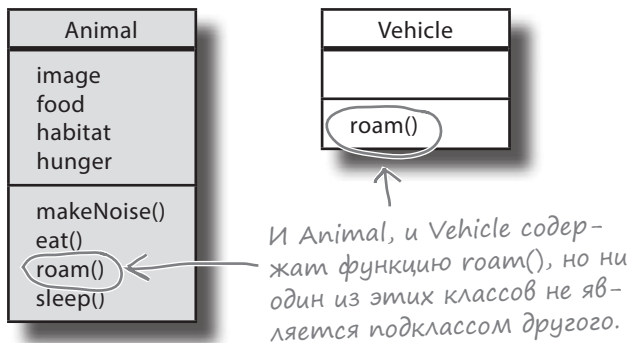 Animal
image
food
habitat
hunger
makeNoise()
eat()
roam()
sleep()
Vehicle
roam()
И Animal, и Vehicle содер-
жат функцию roam(), но ни
один из этих классов не яв-
ляется подклассом другого.